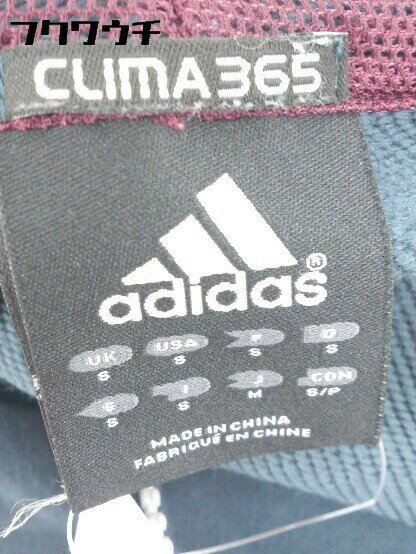 フクワウチ
CLIMA365
adidas®
UK USA F D
S S S S
E I J CDN
S S M S/P
MADE IN CHINA
FABRIQUÉ EN CHINE